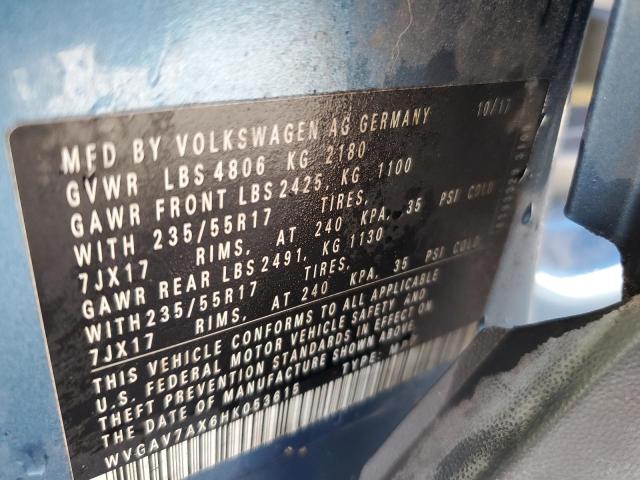 MFD BY VOLKSWAGEN AG GERMANY 10/17
GVWR LBS 4806 KG 2180
GAWR FRONT LBS 2425, KG 1100
WITH 235/55R17 TIRES,
7JX17 RIMS, AT 240 KPA, 35 PSI COLD
GAWR REAR LBS 2491, KG 1130
WITH 235/55R17 TIRES,
7JX17 RIMS, AT 240 KPA, 35 PSI COLD.
THIS VEHICLE CONFORMS TO ALL APPLICABLE
U.S. FEDERAL MOTOR VEHICLE SAFETY AND
THEFT PREVENTION STANDARDS IN EFFECT ON
THE DATE OF MANUFACTURE SHOWN ABOVE.
WVGAV7AX6HK053615 TYPE: